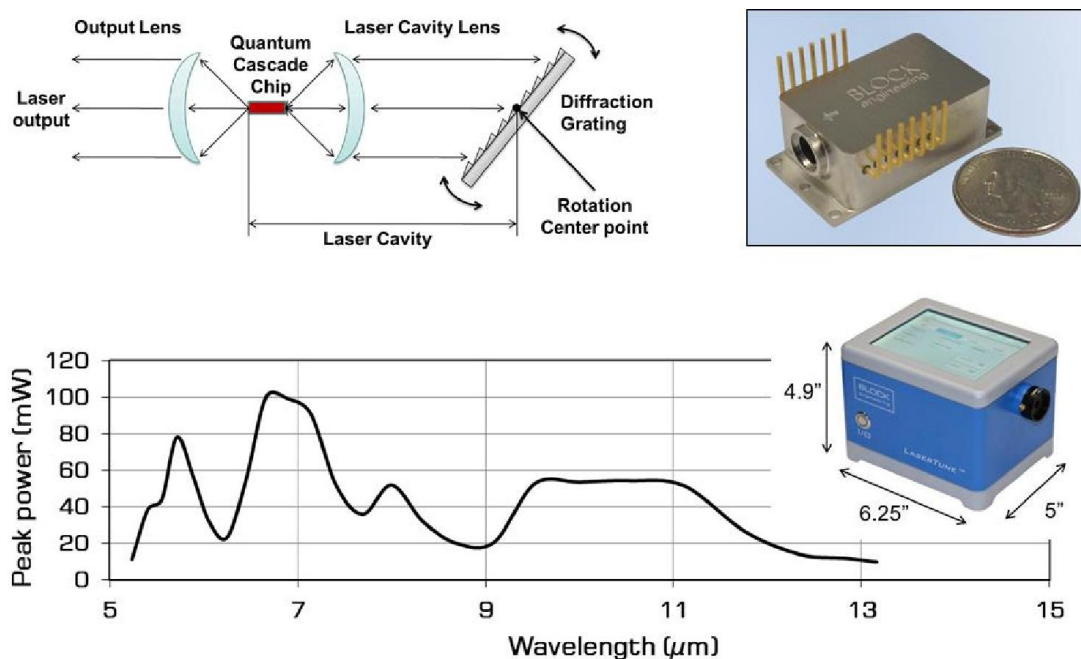 Output Lens
Quantum
Cascade
Chip
Laser Cavity Lens
Laser
output
Diffraction
Grating
Rotation
Center point
Laser Cavity
BLOCK
engineering
120
100
80
60
40
20
0
Peak power (mW)
5
7
9
11
13
15
Wavelength (μm)
4.9”
6.25”
5”
BLOCK
engineering
I/O
LASERTUNE™